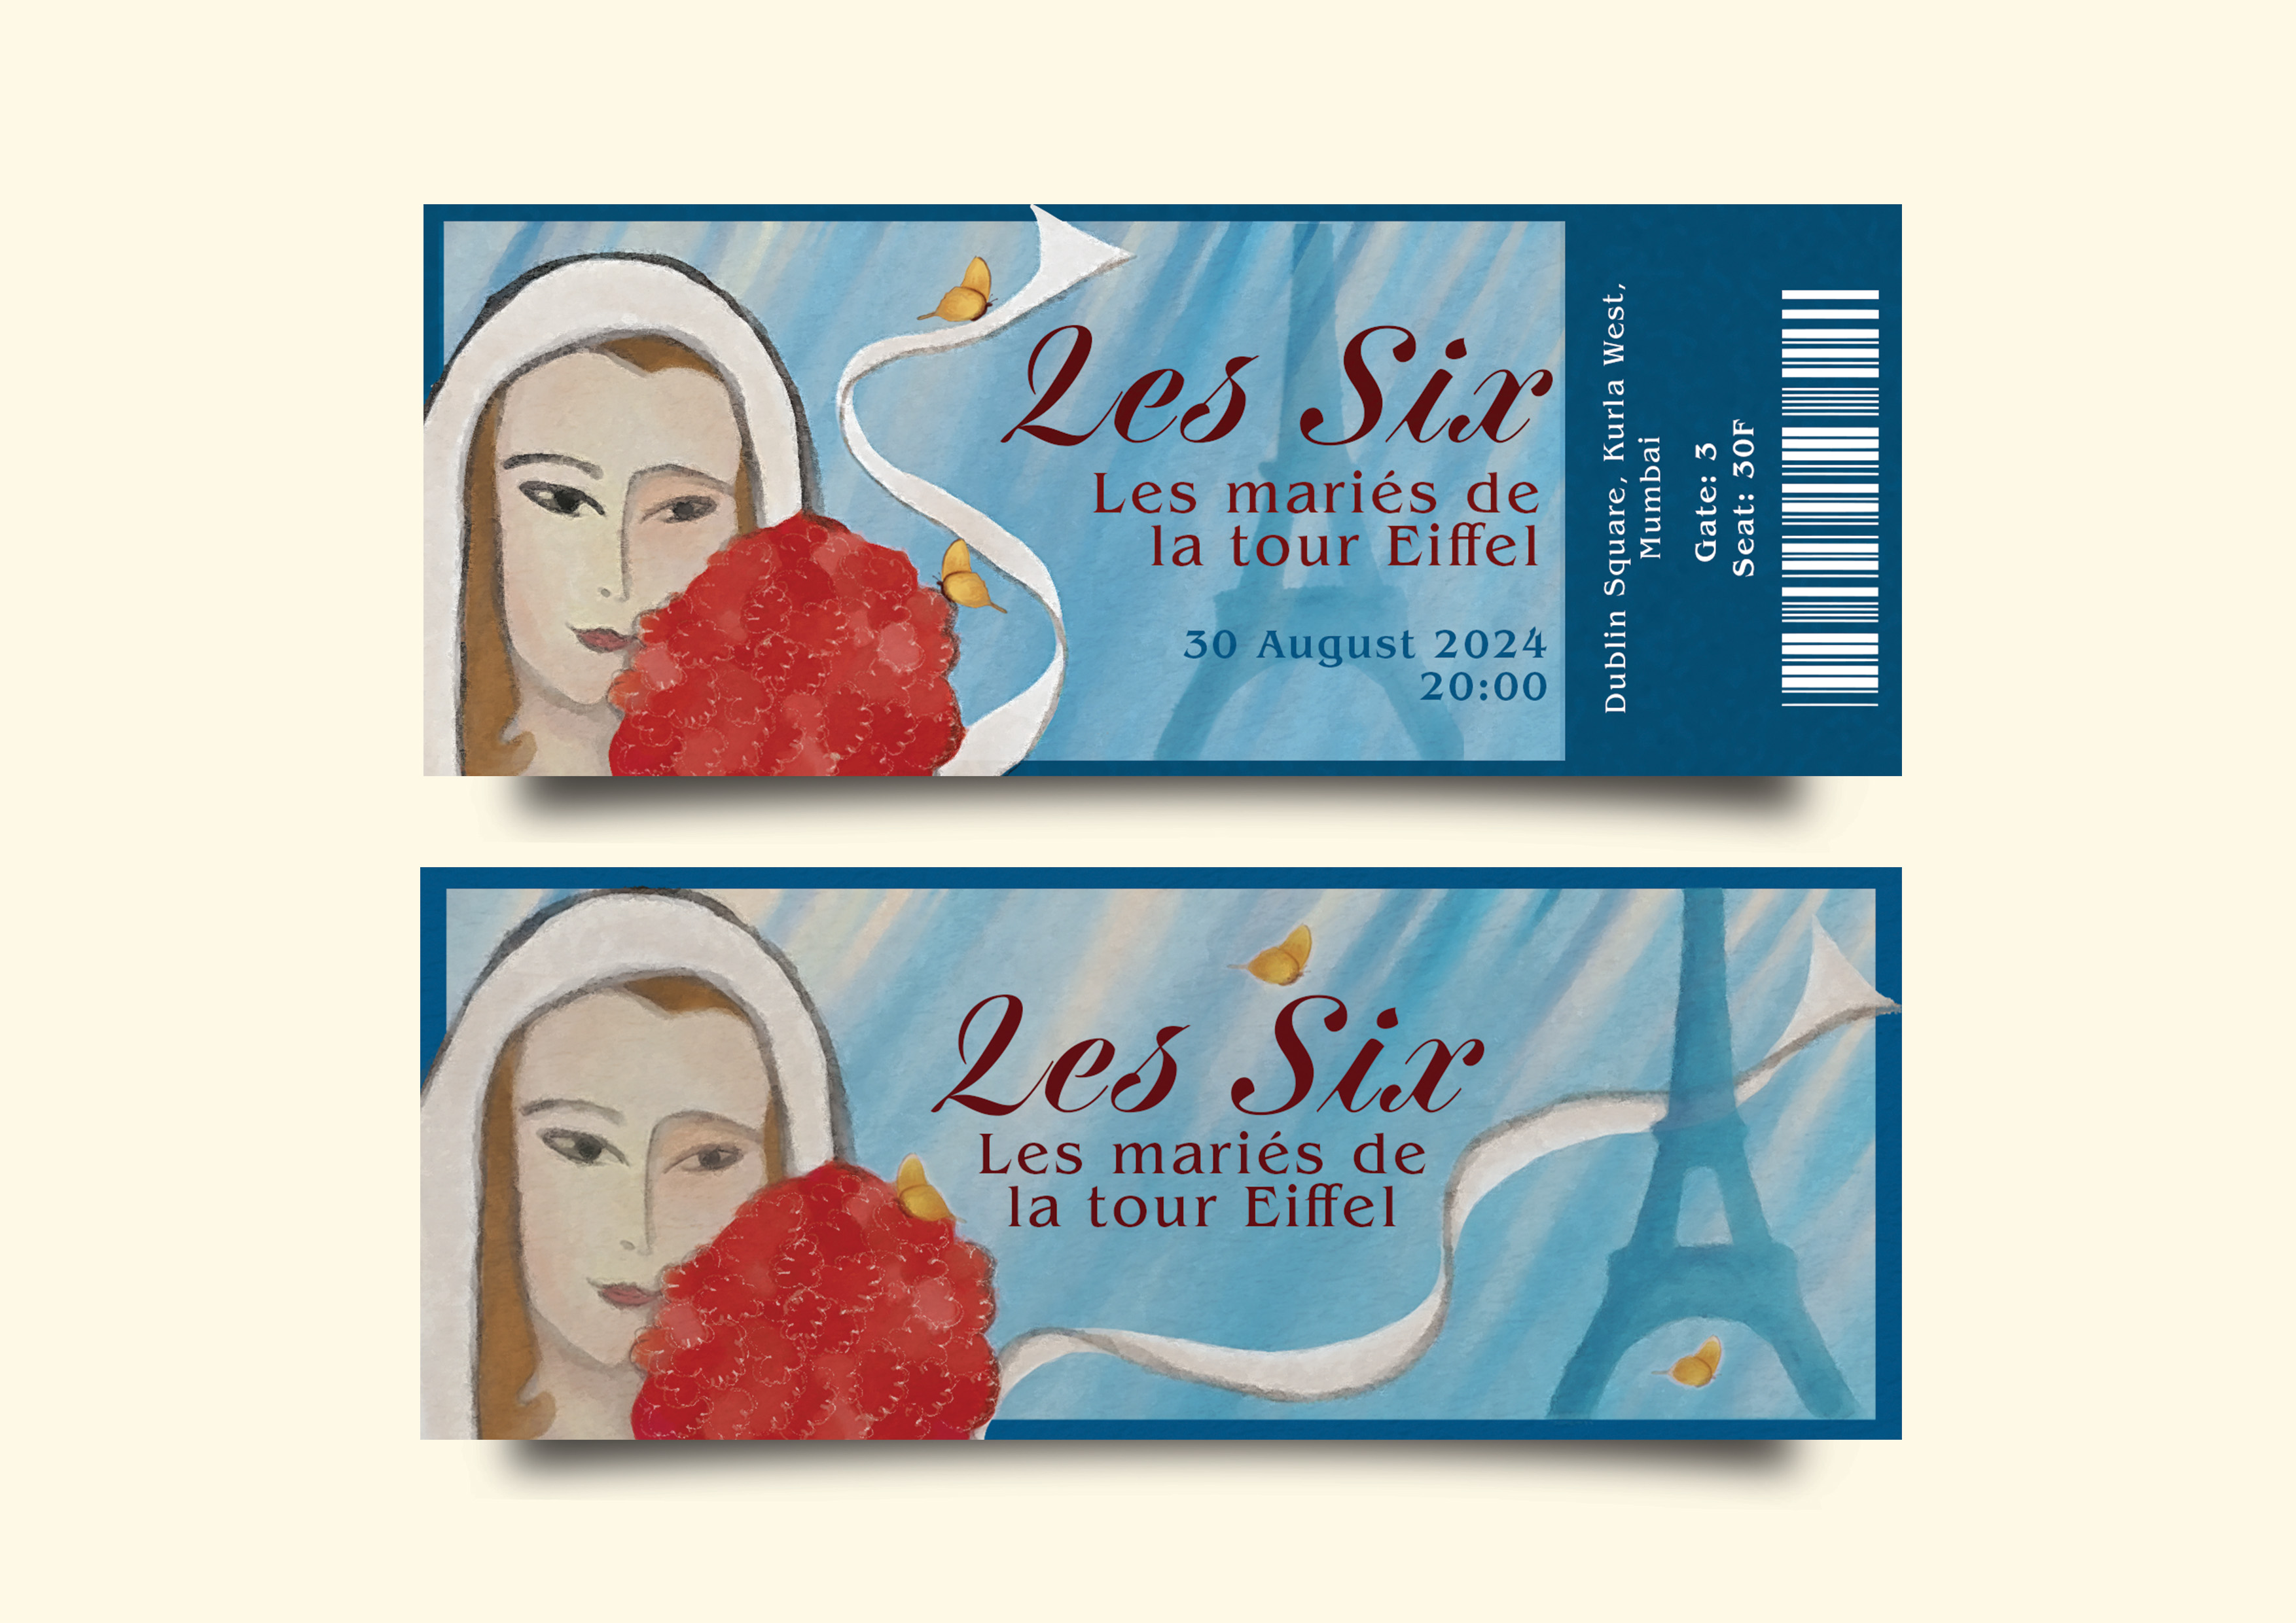 Les Six
Les mariés de
la tour Eiffel
30 August 2024
20:00
Dublin Square, Kurla West,
Mumbai
Gate: 3
Seat: 30F
Les Six
Les mariés de
la tour Eiffel